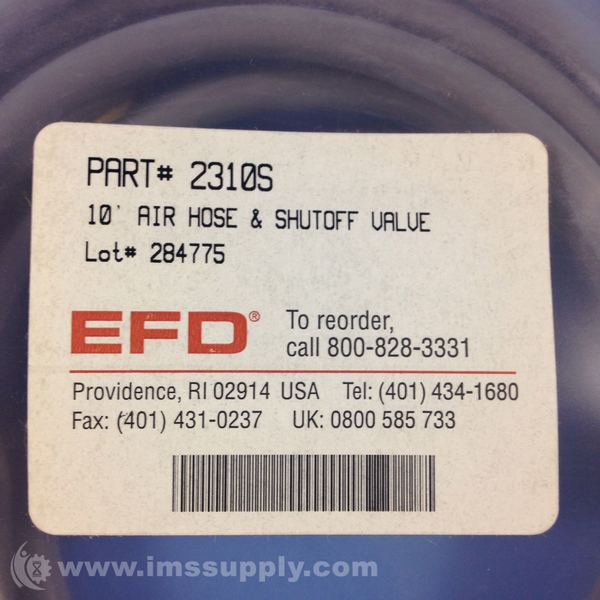 PART# 2310S
10' AIR HOSE & SHUTOFF VALVE
Lot# 284775
EFD®
To reorder,
call 800-828-3331
Providence, RI 02914 USA Tel: (401) 434-1680
Fax: (401) 431-0237 UK: 0800 585 733
www.imssupply.com